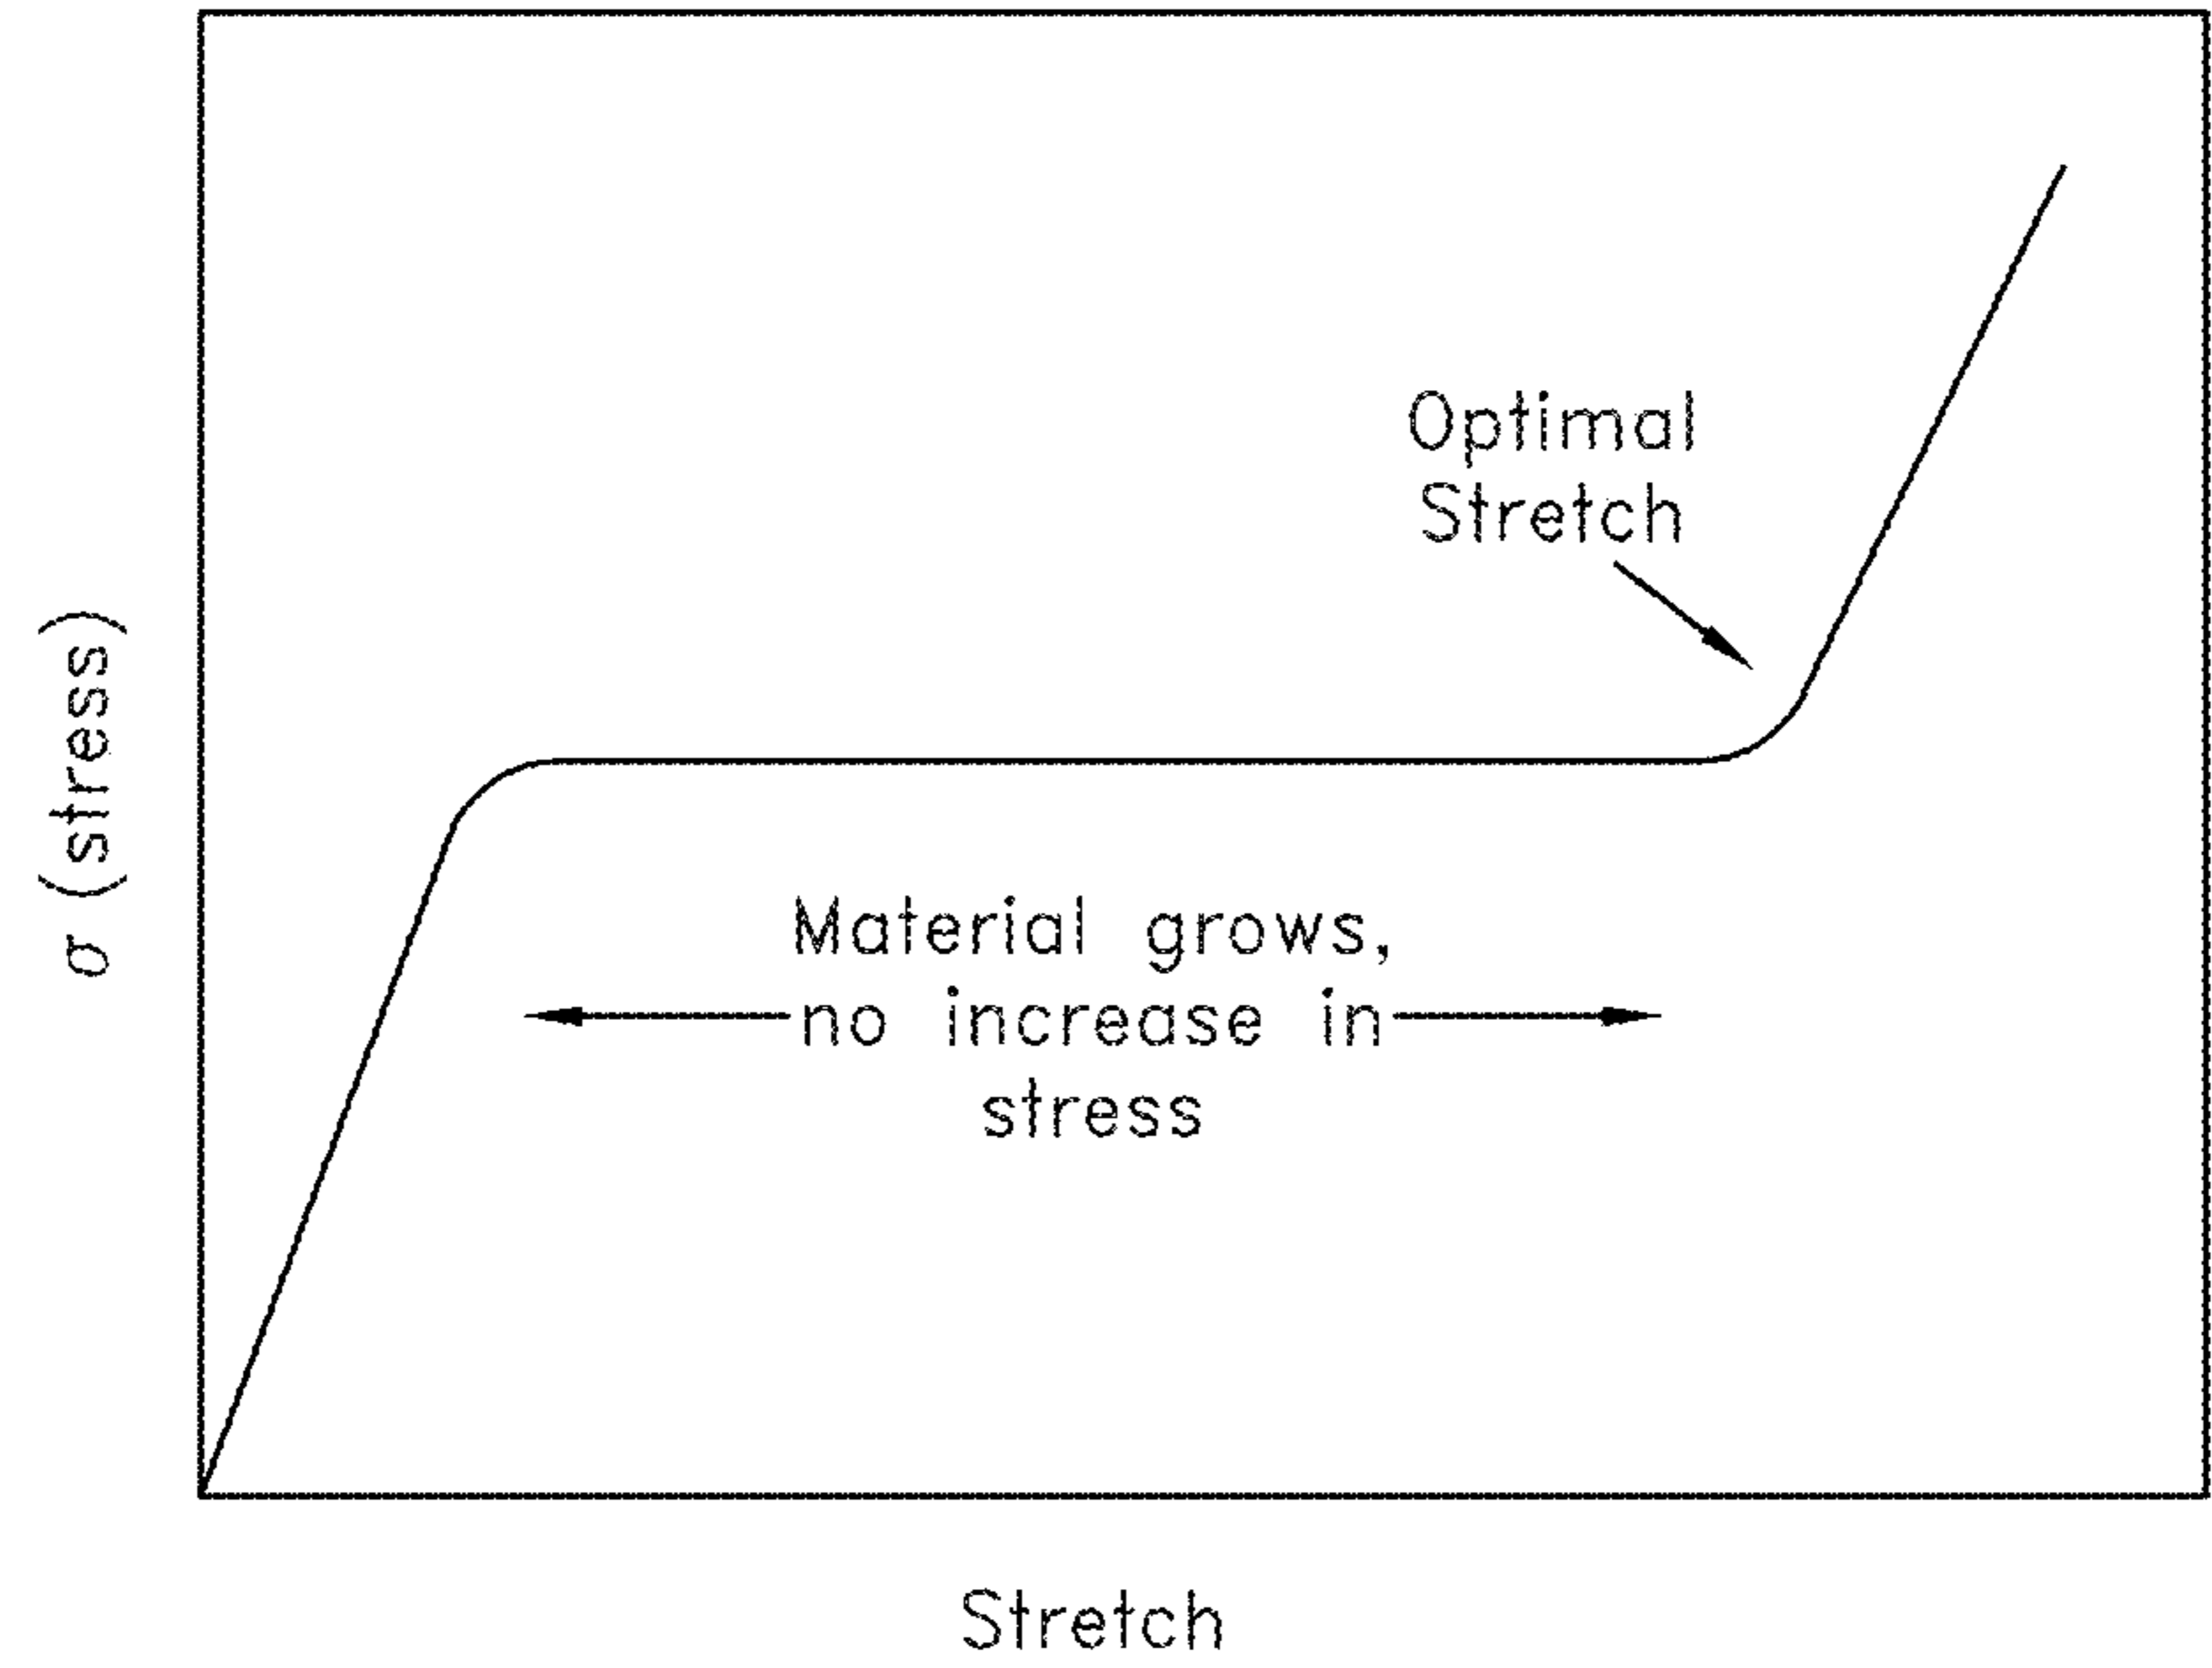 σ (stress)
Optimal
Stretch
Material grows,
no increase in
stress
Stretch